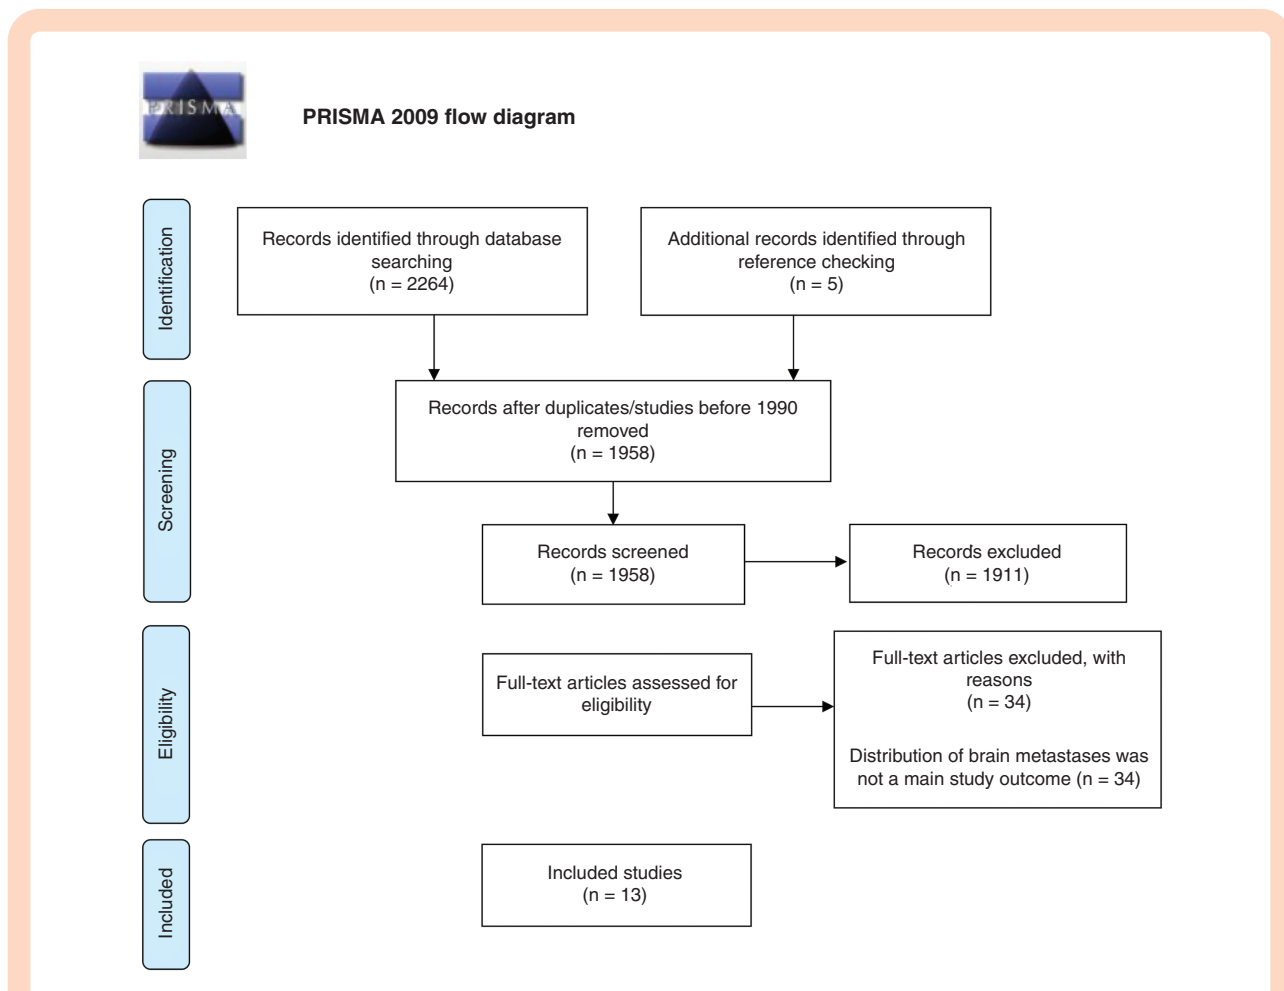 PRISMA
PRISMA 2009 flow diagram
Identification
Records identified through database
searching
(n = 2264)
Additional records identified through
reference checking
(n = 5)
Screening
Records after duplicates/studies before 1990
removed
(n = 1958)
Records screened
(n = 1958)
Records excluded
(n = 1911)
Eligibility
Full-text articles assessed for
eligibility
Full-text articles excluded, with
reasons
(n = 34)
Distribution of brain metastases was
not a main study outcome (n = 34)
Included
Included studies
(n = 13)